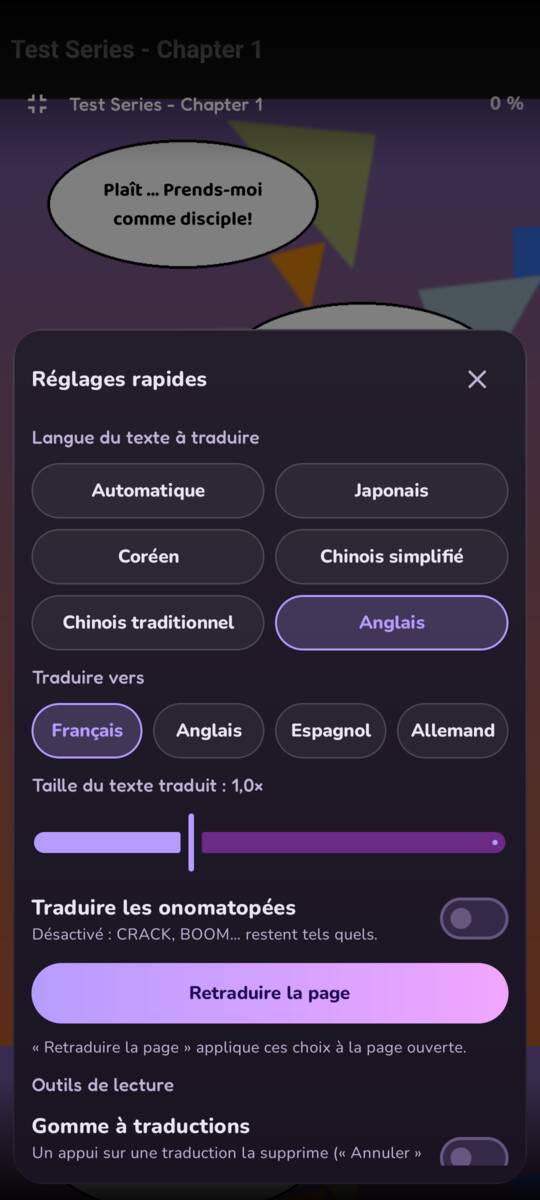 Test Series - Chapter 1
Test Series - Chapter 1
0 %
Plaît ... Prends-moi
comme disciple!
Réglages rapides
Langue du texte à traduire
Automatique
Japonais
Coréen
Chinois simplifié
Chinois traditionnel
Anglais
Traduire vers
Français
Anglais
Espagnol
Allemand
Taille du texte traduit : 1,0×
Traduire les onomatopées
Désactivé : CRACK, BOOM… restent tels quels.
Retraduire la page
« Retraduire la page » applique ces choix à la page ouverte.
Outils de lecture
Gomme à traductions
Un appui sur une traduction la supprime (« Annuler »